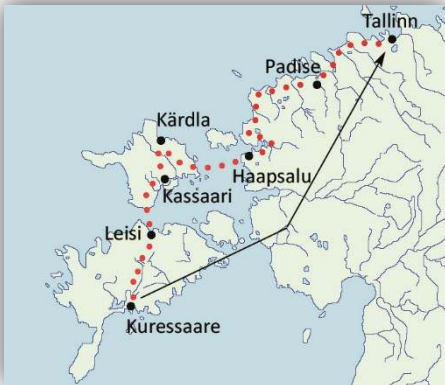 Tallinn
Padise
Kärdla
Haapsalu
Kassaari
Leisi
Kuressaare